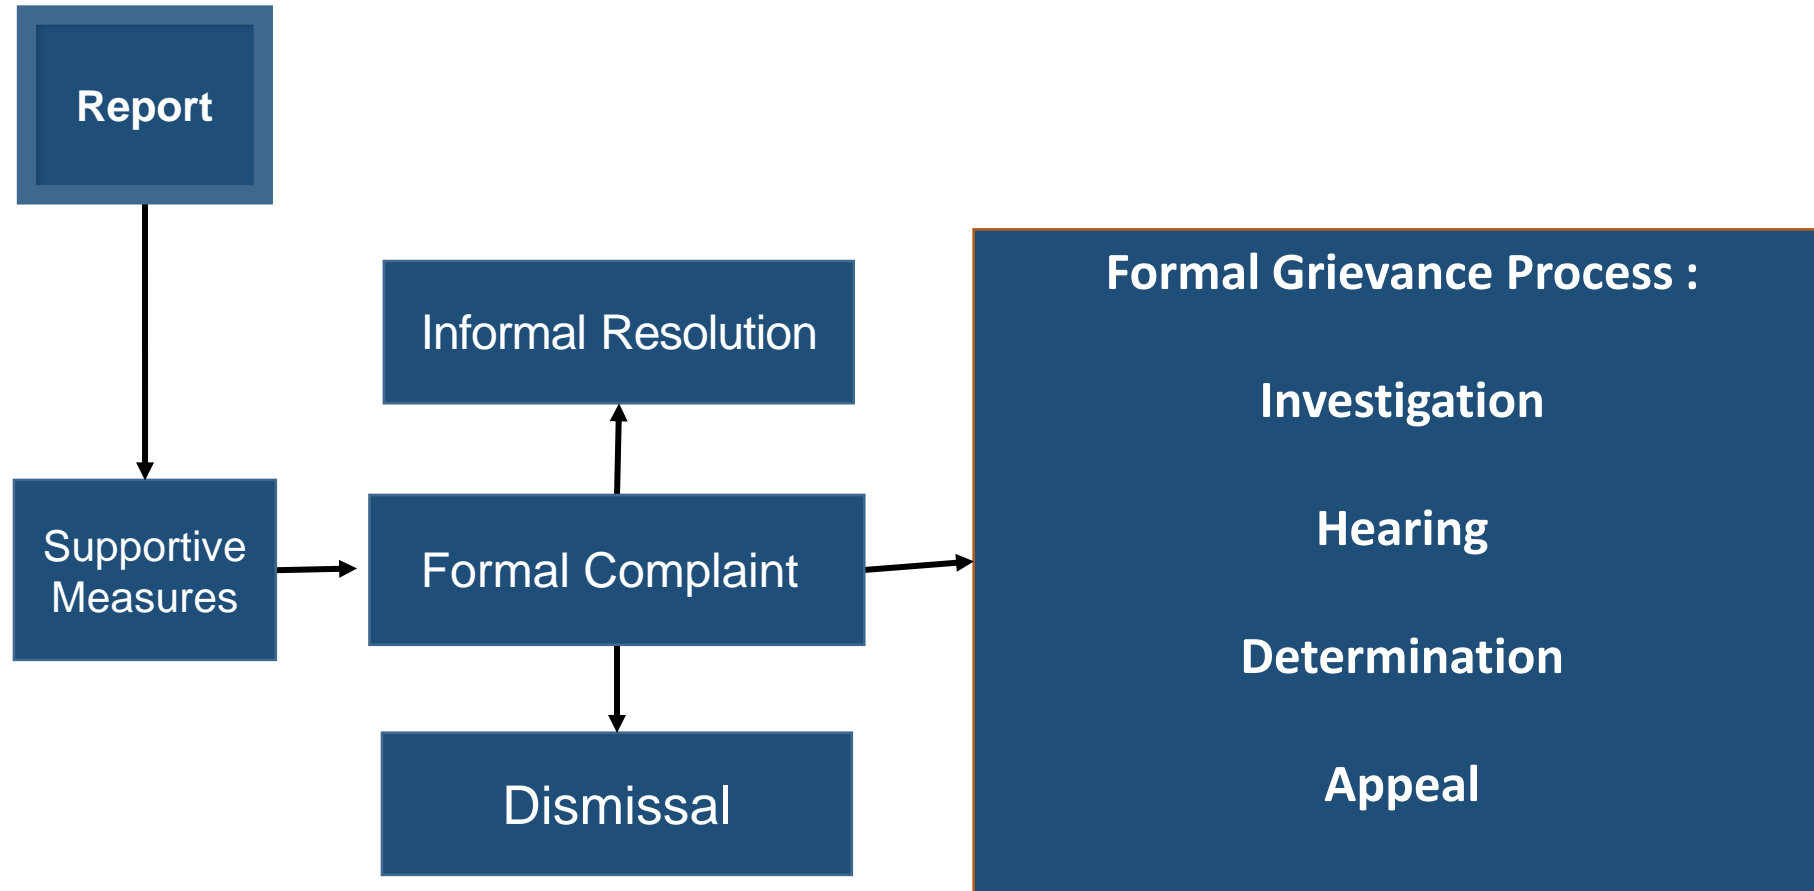 Report
Supportive
Measures
Informal Resolution
Formal Complaint
Dismissal
Formal Grievance Process :
Investigation
Hearing
Determination
Appeal